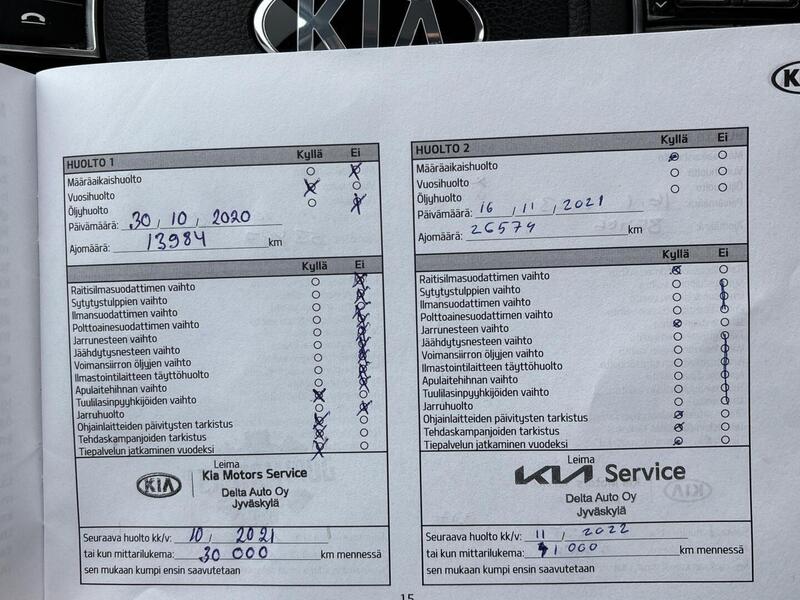 KIA
K
HUOLTO 1 Kyllä Ei
Määräaikaishuolto
Vuosihuolto
Öljyhuolto
Päivämäärä: 30 / 10 / 2020
Ajomäärä: 13984 km
Kyllä Ei
Raitisilmasuodattimen vaihto
Sytytystulppien vaihto
Ilmansuodattimen vaihto
Polttoainesuodattimen vaihto
Jarrunesteen vaihto
Jäähdytysnesteen vaihto
Voimansiirron öljyjen vaihto
Ilmastointilaitteen täyttöhuolto
Apulaitehihnan vaihto
Tuulilasinpyyhkijöiden vaihto
Jarruhuolto
Ohjainlaitteiden päivitysten tarkistus
Tehdaskampanjoiden tarkistus
Tiepalvelun jatkaminen vuodeksi
Leima
KIA Kia Motors Service
Delta Auto Oy
Jyväskylä
Seuraava huolto kk/v: 10 / 2021
tai kun mittarilukema: 30 000 km mennessä
sen mukaan kumpi ensin saavutetaan
HUOLTO 2 Kyllä Ei
Määräaikaishuolto
Vuosihuolto
Öljyhuolto
Päivämäärä: 16 / 11 / 2021
Ajomäärä: 26579 km
Kyllä Ei
Raitisilmasuodattimen vaihto
Sytytystulppien vaihto
Ilmansuodattimen vaihto
Polttoainesuodattimen vaihto
Jarrunesteen vaihto
Jäähdytysnesteen vaihto
Voimansiirron öljyjen vaihto
Ilmastointilaitteen täyttöhuolto
Apulaitehihnan vaihto
Tuulilasinpyyhkijöiden vaihto
Jarruhuolto
Ohjainlaitteiden päivitysten tarkistus
Tehdaskampanjoiden tarkistus
Tiepalvelun jatkaminen vuodeksi
Leima
KIA Service
Delta Auto Oy
Jyväskylä
Seuraava huolto kk/v: 11 / 2022
tai kun mittarilukema: 41 000 km mennessä
sen mukaan kumpi ensin saavutetaan
15